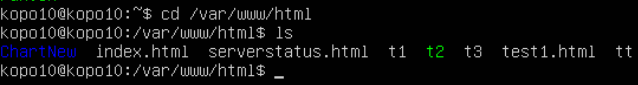 kopo10@kopo10:~$ cd /var/www/html
kopo10@kopo10:/var/www/html$ ls
ChartNew index.html serverstatus.html t1 t2 t3 test1.html tt
kopo10@kopo10:/var/www/html$ _